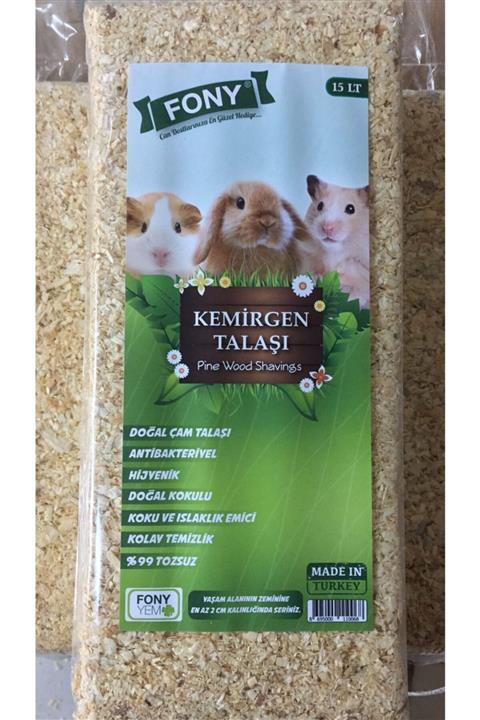 15 LT
FONY®
Can Dostlarınıza En Güzel Hediye...
KEMİRGEN
TALAŞI
Pine Wood Shavings
DOĞAL ÇAM TALAŞI
ANTİBAKTERİYEL
HİJYENİK
DOĞAL KOKULU
KOKU VE ISLAKLIK EMİCİ
KOLAY TEMİZLİK
%99 TOZSUZ
MADE IN
TURKEY
FONY
YEM
YAŞAM ALANININ ZEMİNİNE
EN AZ 2 CM KALINLIĞINDA SERİNİZ.